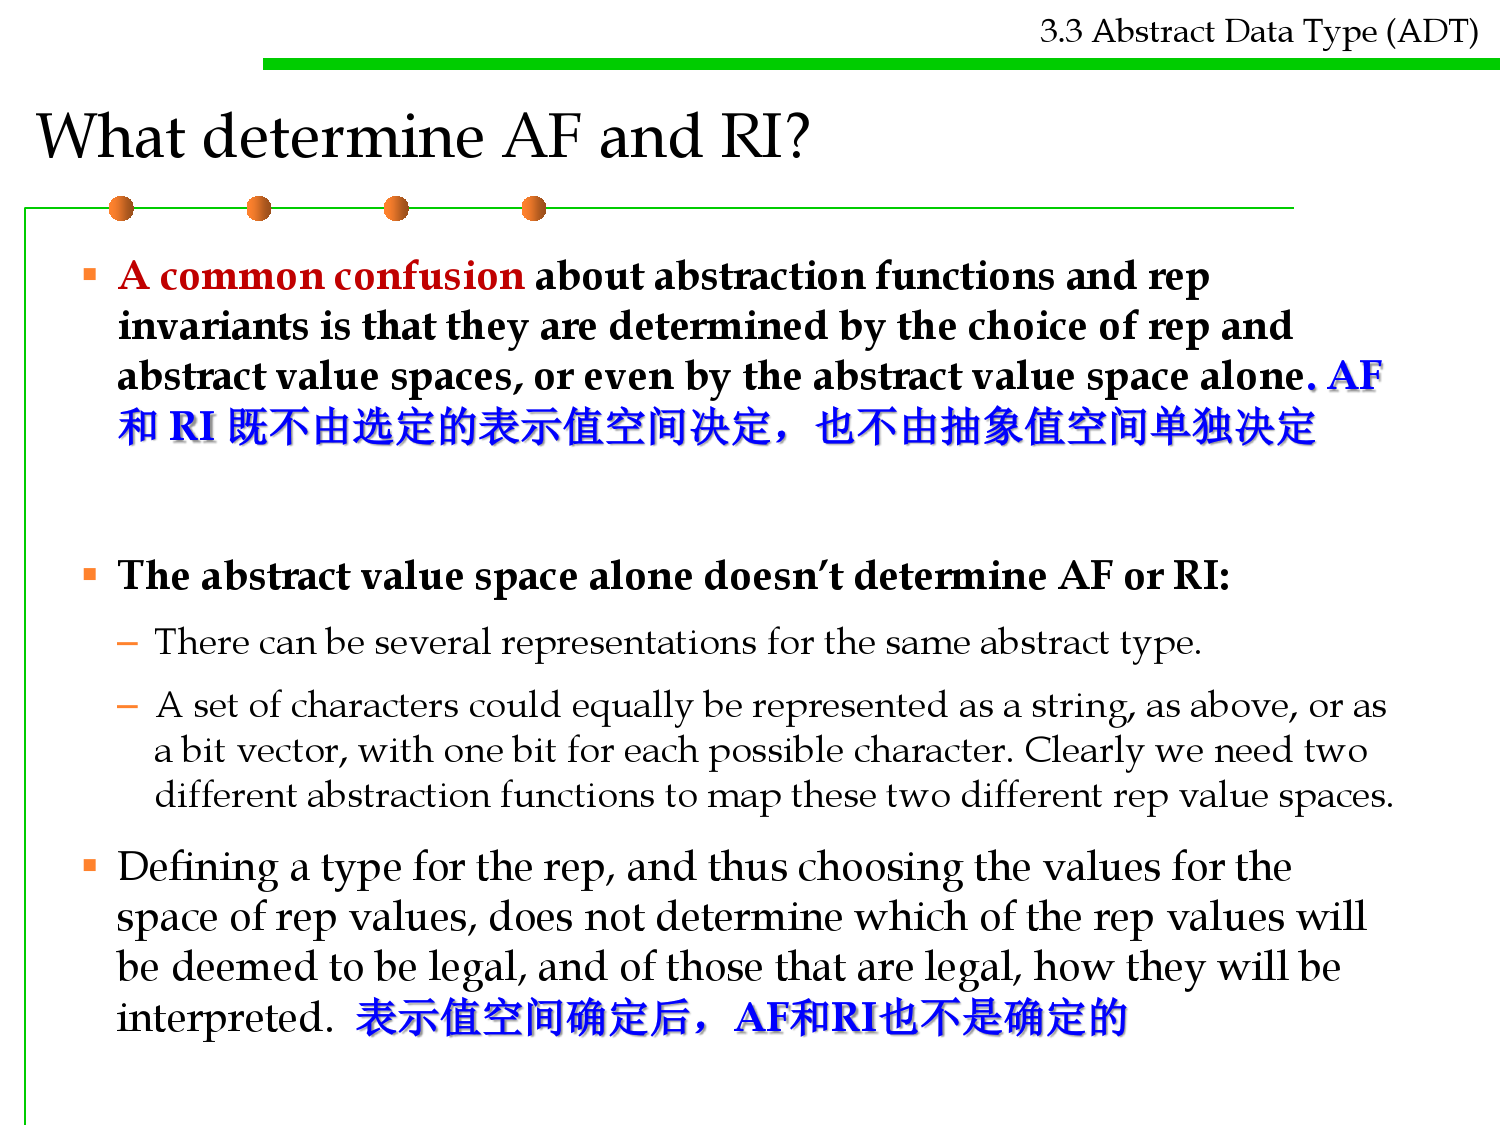 3.3 Abstract Data Type (ADT)
What determine AF and RI?
▪ A common confusion about abstraction functions and rep
invariants is that they are determined by the choice of rep and
abstract value spaces, or even by the abstract value space alone. AF
和 RI 既不由选定的表示值空间决定，也不由抽象值空间单独决定
▪ The abstract value space alone doesn’t determine AF or RI:
– There can be several representations for the same abstract type.
– A set of characters could equally be represented as a string, as above, or as
a bit vector, with one bit for each possible character. Clearly we need two
different abstraction functions to map these two different rep value spaces.
▪ Defining a type for the rep, and thus choosing the values for the
space of rep values, does not determine which of the rep values will
be deemed to be legal, and of those that are legal, how they will be
interpreted. 表示值空间确定后，AF和RI也不是确定的